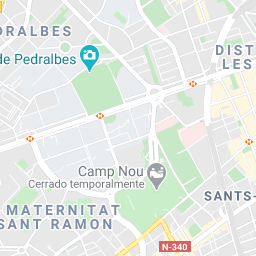 DRALBES
de Pedralbes
DIST
LES
Camp Nou
Cerrado temporalmente
SANTS-
MATERNITAT
SANT RAMON
N-340